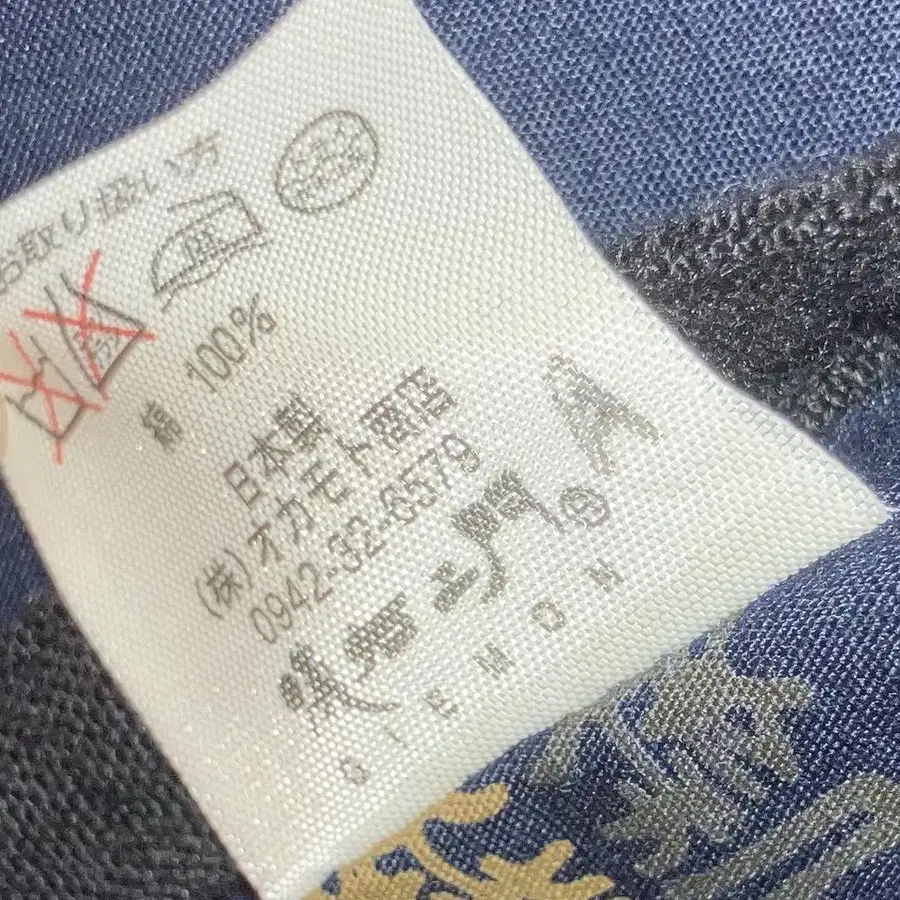 お取り扱い方
綿 100%
日本製
(株)オカモト商店
0942-32-6579
GIEMON